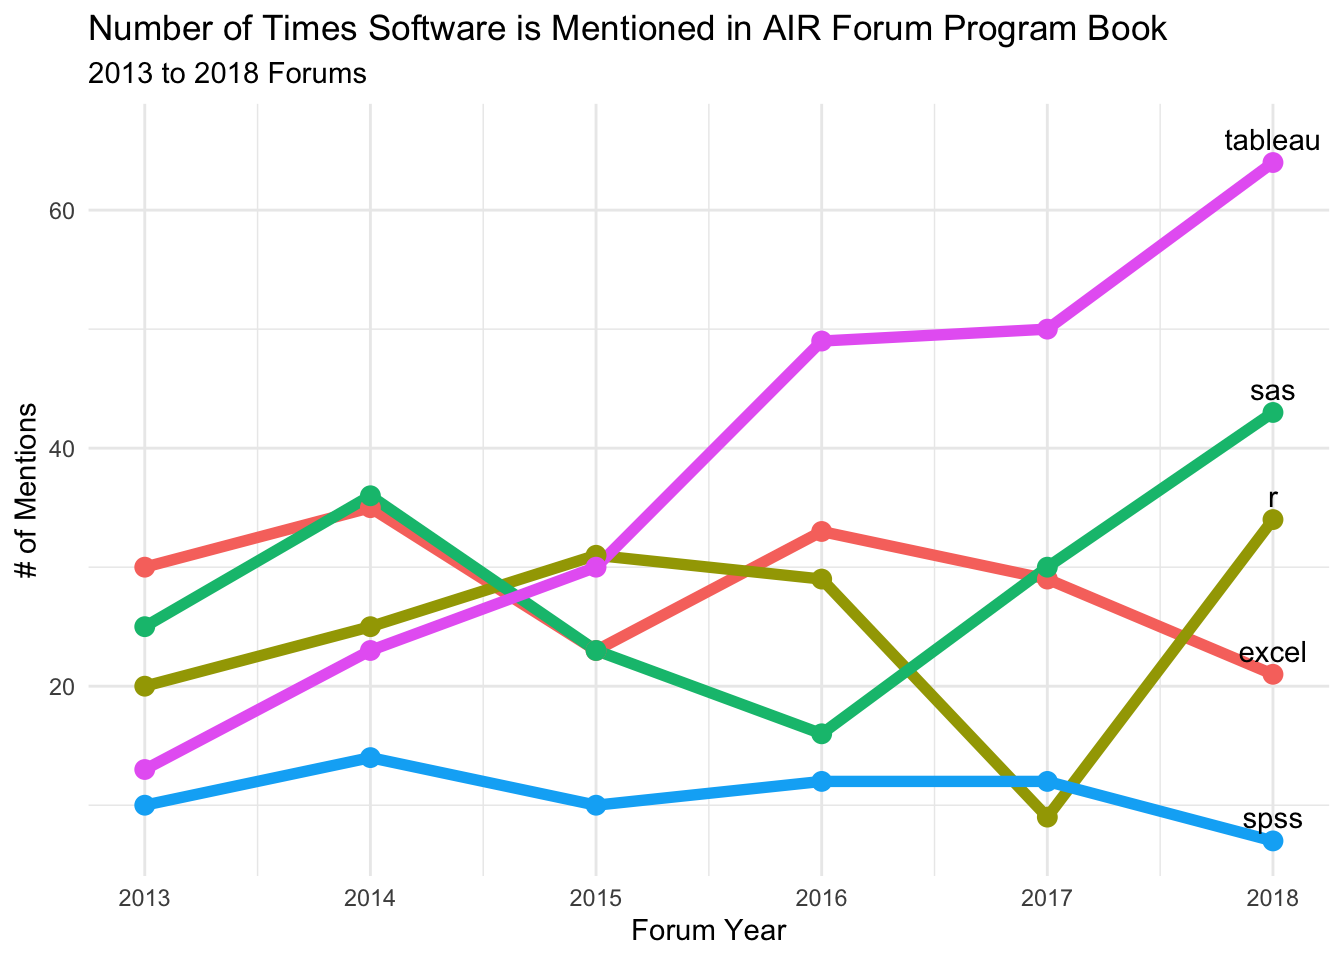 Number of Times Software is Mentioned in AIR Forum Program Book
2013 to 2018 Forums
tableau
60
sas
# of Mentions
40
r
excel
20
spss
2013 2014 2015 2016 2017 2018
Forum Year